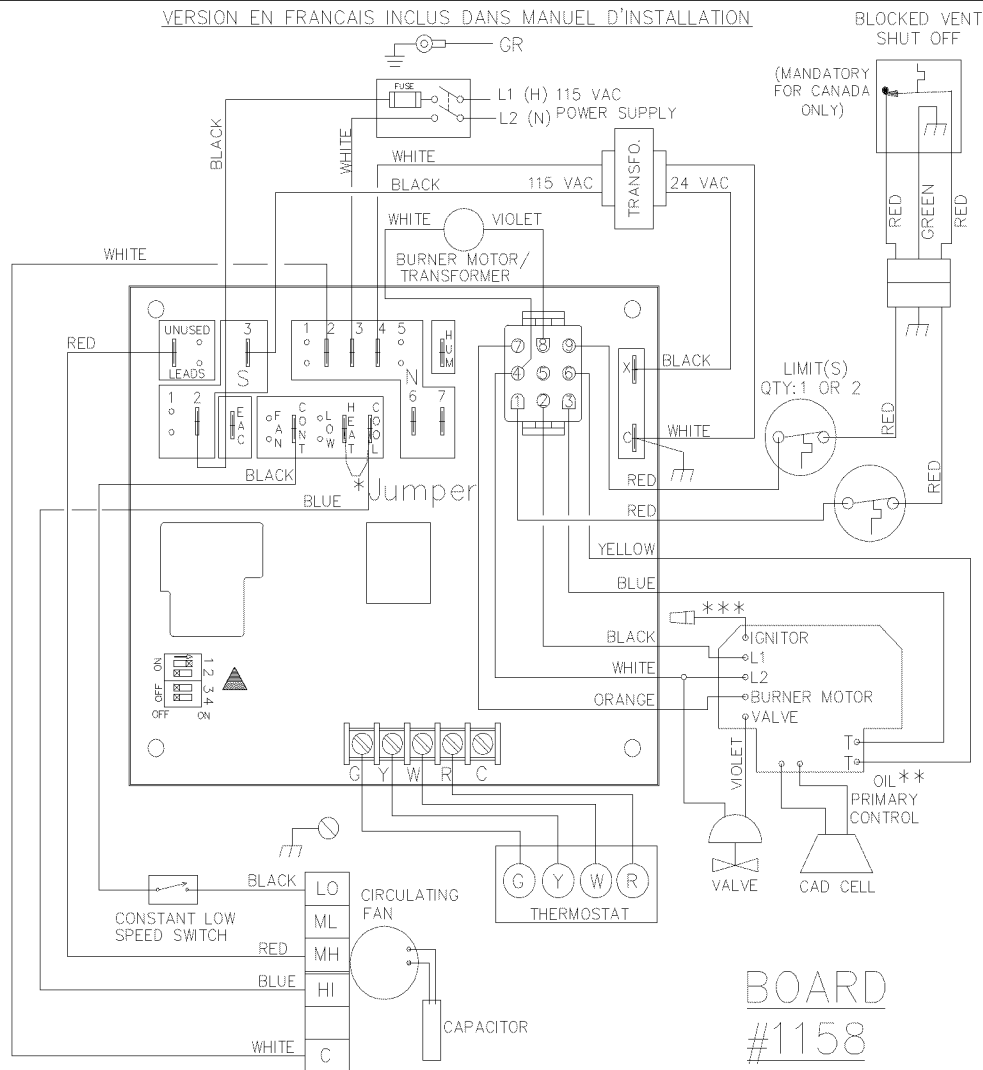 VERSION EN FRANCAIS INCLUS DANS MANUEL D'INSTALLATION
BLOCKED VENT
SHUT OFF
(MANDATORY
FOR CANADA
ONLY)
GR
FUSE
L1 (H) 115 VAC
L2 (N) POWER SUPPLY
BLACK
WHITE
WHITE
BLACK
115 VAC
TRANSFO.
24 VAC
RED
GREEN
RED
WHITE
VIOLET
BURNER MOTOR/
TRANSFORMER
WHITE
RED
UNUSED
LEADS
3
S
1 2 3 4 5
N
HUM
7 8 9
4 5 6
1 2 3
X
BLACK
C
WHITE
LIMIT(S)
QTY:1 OR 2
RED
RED
1 2
EAC
FAN
CONT
LOW
HEAT
COOL
6 7
BLACK
BLUE
*Jumper
RED
RED
YELLOW
BLUE
***
BLACK
WHITE
ORANGE
IGNITOR
L1
L2
BURNER MOTOR
VALVE
T
T
OIL**
PRIMARY
CONTROL
VIOLET
VALVE
CAD CELL
ON
OFF
1 2 3 4
OFF ON
G Y W R C
G Y W R
THERMOSTAT
CONSTANT LOW
SPEED SWITCH
BLACK
LO
ML
RED
MH
BLUE
HI
WHITE
C
CIRCULATING
FAN
CAPACITOR
BOARD
#1158